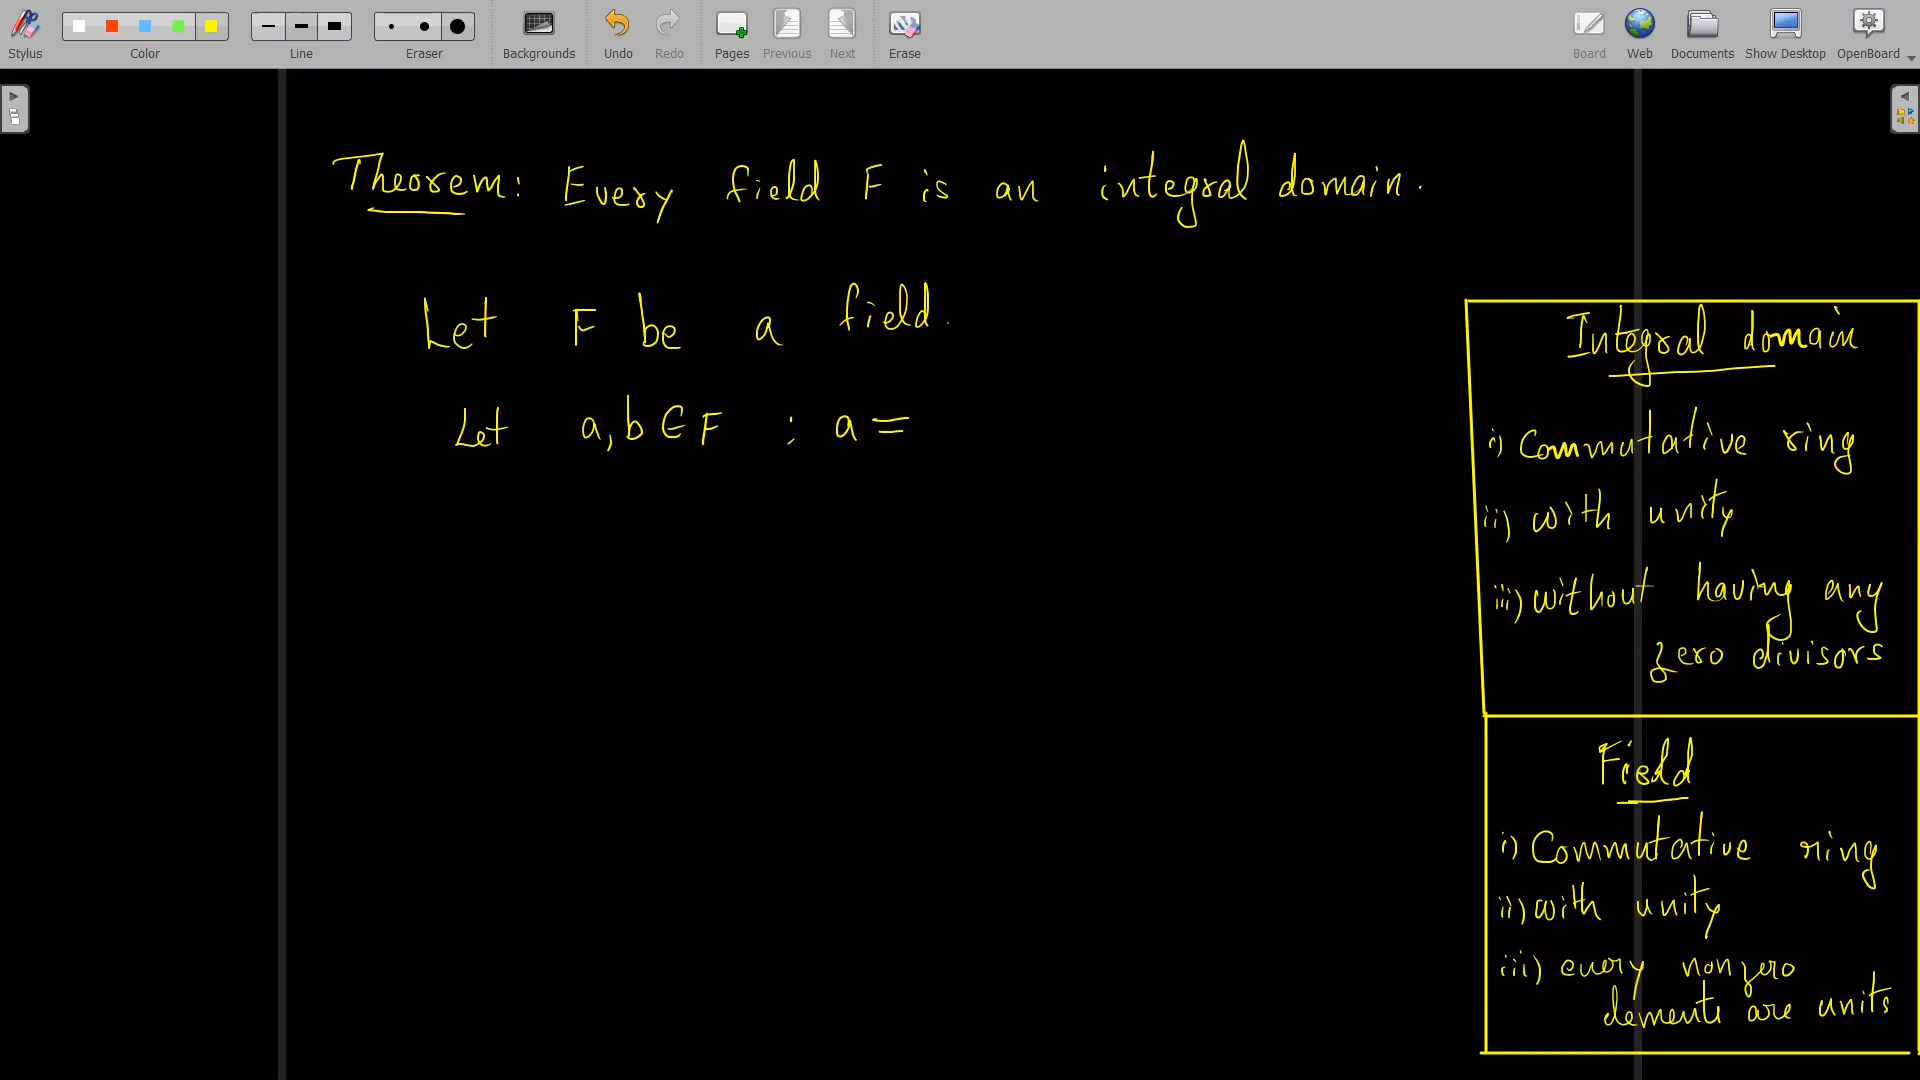 Stylus
Color
Line
Eraser
Backgrounds
Undo
Redo
Pages
Previous
Next
Erase
Board
Web
Documents
Show Desktop
OpenBoard
Theorem: Every field F is an integral domain.
Let F be a field.
Let a, b ∈ F : a =
Integral domain
i) Commutative ring
ii) with unity
iii) without having any
zero divisors
Field
i) Commutative ring
ii) with unity
iii) every nonzero
elements are units